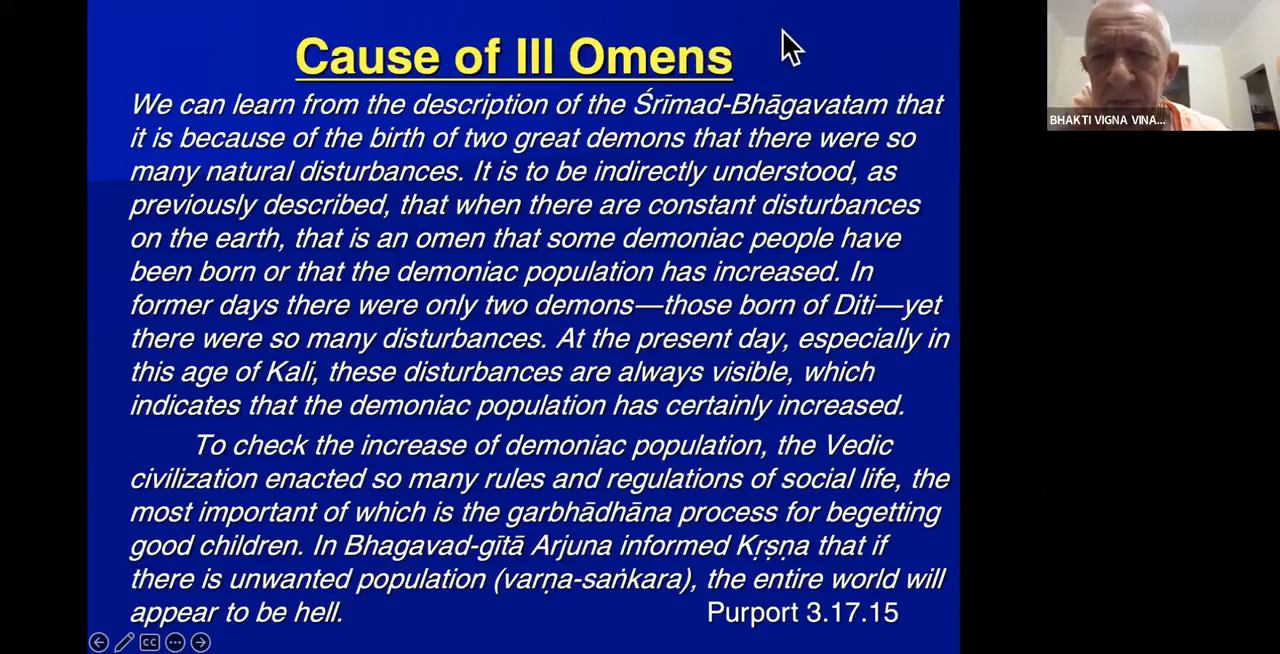 Cause of Ill Omens
We can learn from the description of the Śrīmad-Bhāgavatam that
it is because of the birth of two great demons that there were so
many natural disturbances. It is to be indirectly understood, as
previously described, that when there are constant disturbances
on the earth, that is an omen that some demoniac people have
been born or that the demoniac population has increased. In
former days there were only two demons—those born of Diti—yet
there were so many disturbances. At the present day, especially in
this age of Kali, these disturbances are always visible, which
indicates that the demoniac population has certainly increased.
To check the increase of demoniac population, the Vedic
civilization enacted so many rules and regulations of social life, the
most important of which is the garbhādhāna process for begetting
good children. In Bhagavad-gītā Arjuna informed Kṛṣṇa that if
there is unwanted population (varṇa-saṅkara), the entire world will
appear to be hell. Purport 3.17.15
BHAKTI VIGNA VINA...
CC